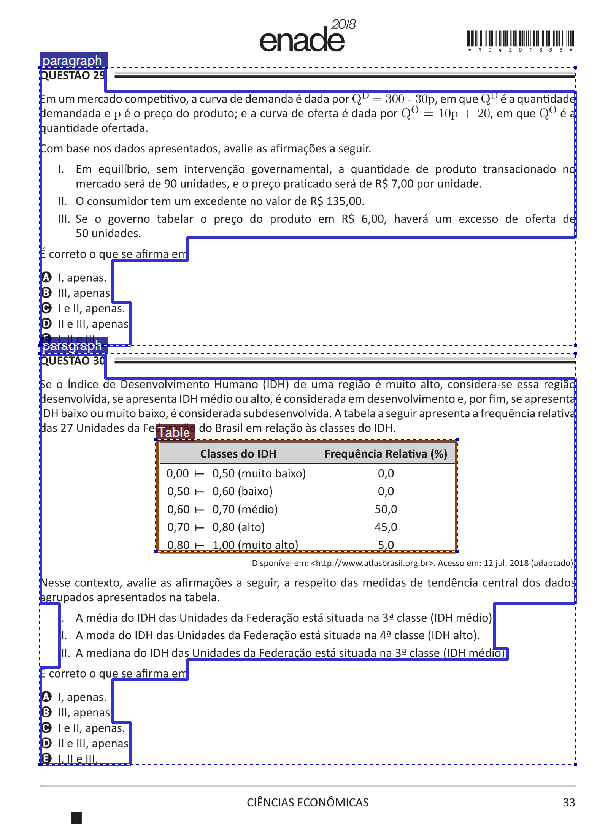 enade 2018
paragraph
QUESTÃO 29
Em um mercado competitivo, a curva de demanda é dada por Q^D = 300 - 30p, em que Q^D é a quantidade
demandada e p é o preço do produto; e a curva de oferta é dada por Q^O = 10p + 20, em que Q^O é a
quantidade ofertada.
Com base nos dados apresentados, avalie as afirmações a seguir.
I. Em equilíbrio, sem intervenção governamental, a quantidade de produto transacionado no
mercado será de 90 unidades, e o preço praticado será de R$ 7,00 por unidade.
II. O consumidor tem um excedente no valor de R$ 135,00.
III. Se o governo tabelar o preço do produto em R$ 6,00, haverá um excesso de oferta de
50 unidades.
É correto o que se afirma em
A I, apenas.
B III, apenas
C I e II, apenas.
D II e III, apenas
paragraph
QUESTÃO 30
Se o Índice de Desenvolvimento Humano (IDH) de uma região é muito alto, considera-se essa região
desenvolvida, se apresenta IDH médio ou alto, é considerada em desenvolvimento e, por fim, se apresenta
IDH baixo ou muito baixo, é considerada subdesenvolvida. A tabela a seguir apresenta a frequência relativa
das 27 Unidades da Fe do Brasil em relação às classes do IDH.
Table
Classes do IDH Frequência Relativa (%)
0,00 ⊢ 0,50 (muito baixo) 0,0
0,50 ⊢ 0,60 (baixo) 0,0
0,60 ⊢ 0,70 (médio) 50,0
0,70 ⊢ 0,80 (alto) 45,0
0,80 ⊢ 1,00 (muito alto) 5,0
Disponível em: <http://www.atlasbrasil.org.br>. Acesso em: 12 jul. 2018 (adaptado)
Nesse contexto, avalie as afirmações a seguir, a respeito das medidas de tendência central dos dados
agrupados apresentados na tabela.
I. A média do IDH das Unidades da Federação está situada na 3ª classe (IDH médio)
II. A moda do IDH das Unidades da Federação está situada na 4ª classe (IDH alto).
III. A mediana do IDH das Unidades da Federação está situada na 3ª classe (IDH médio)
É correto o que se afirma em
A I, apenas.
B III, apenas
C I e II, apenas.
D II e III, apenas
E I, II e III.
CIÊNCIAS ECONÔMICAS 33